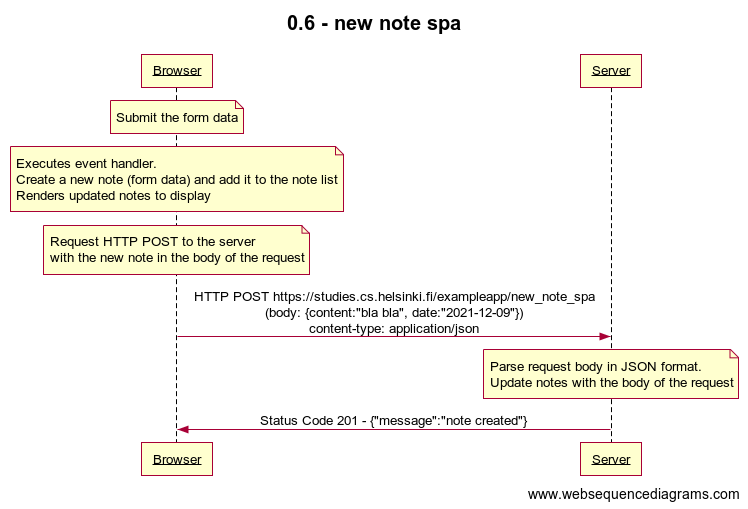 0.6 - new note spa
Browser
Server
Submit the form data
Executes event handler.
Create a new note (form data) and add it to the note list
Renders updated notes to display
Request HTTP POST to the server
with the new note in the body of the request
HTTP POST https://studies.cs.helsinki.fi/exampleapp/new_note_spa
(body: {content:"bla bla", date:"2021-12-09"})
content-type: application/json
Parse request body in JSON format.
Update notes with the body of the request
Status Code 201 - {"message":"note created"}
Browser
Server
www.websequencediagrams.com